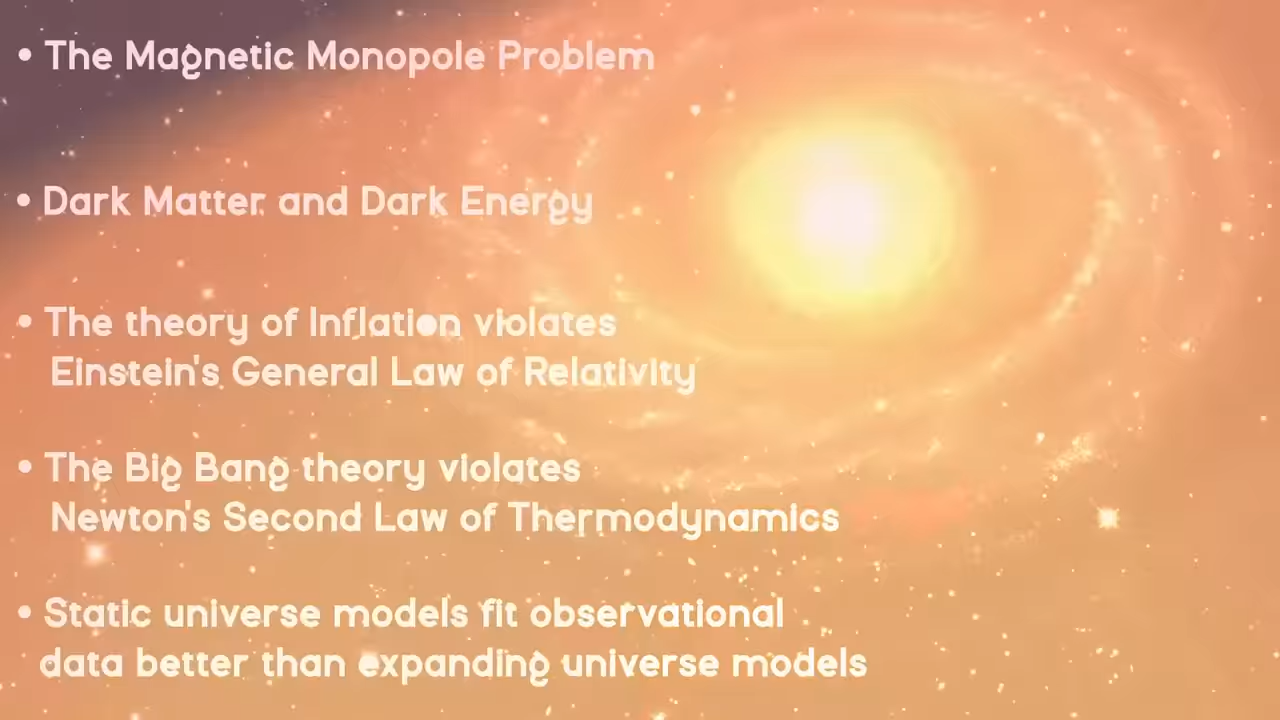 • The Magnetic Monopole Problem
• Dark Matter and Dark Energy
• The theory of Inflation violates
Einstein's General Law of Relativity
• The Big Bang theory violates
Newton's Second Law of Thermodynamics
• Static universe models fit observational
data better than expanding universe models